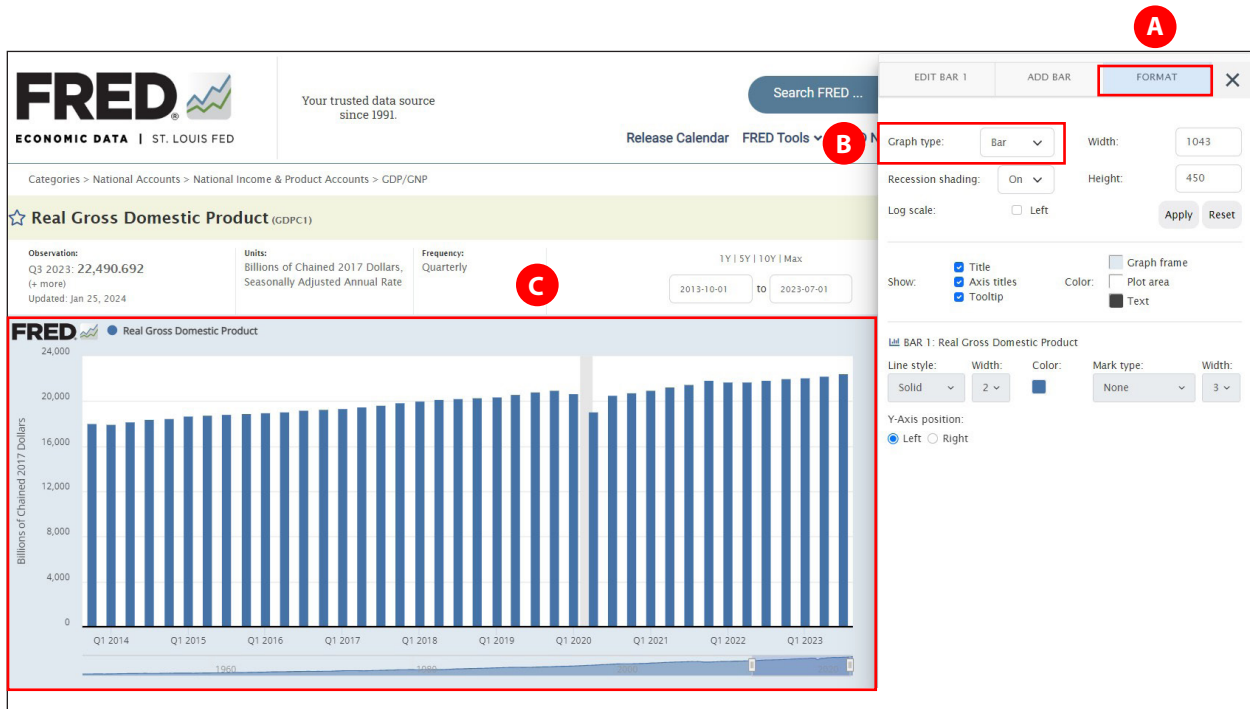 A
FRED®
ECONOMIC DATA | ST. LOUIS FED
Your trusted data source
since 1991.
Search FRED ...
Release Calendar FRED Tools
B
Categories > National Accounts > National Income & Product Accounts > GDP/GNP
Real Gross Domestic Product (GDPC1)
Observation:
Q3 2023: 22,490.692
(+ more)
Updated: Jan 25, 2024
Units:
Billions of Chained 2017 Dollars,
Seasonally Adjusted Annual Rate
Frequency:
Quarterly
C
1Y | 5Y | 10Y | Max
2013-10-01 to 2023-07-01
FRED Real Gross Domestic Product
24,000
20,000
16,000
12,000
8,000
4,000
0
Billions of Chained 2017 Dollars
Q1 2014 Q1 2015 Q1 2016 Q1 2017 Q1 2018 Q1 2019 Q1 2020 Q1 2021 Q1 2022 Q1 2023
1960 1980 2000
EDIT BAR 1 ADD BAR FORMAT
Graph type: Bar Width: 1043
Recession shading: On Height: 450
Log scale: Left Apply Reset
Show:
Title
Axis titles
Tooltip
Color:
Graph frame
Plot area
Text
BAR 1: Real Gross Domestic Product
Line style: Width: Color: Mark type: Width:
Solid 2 None 3
Y-Axis position:
Left Right